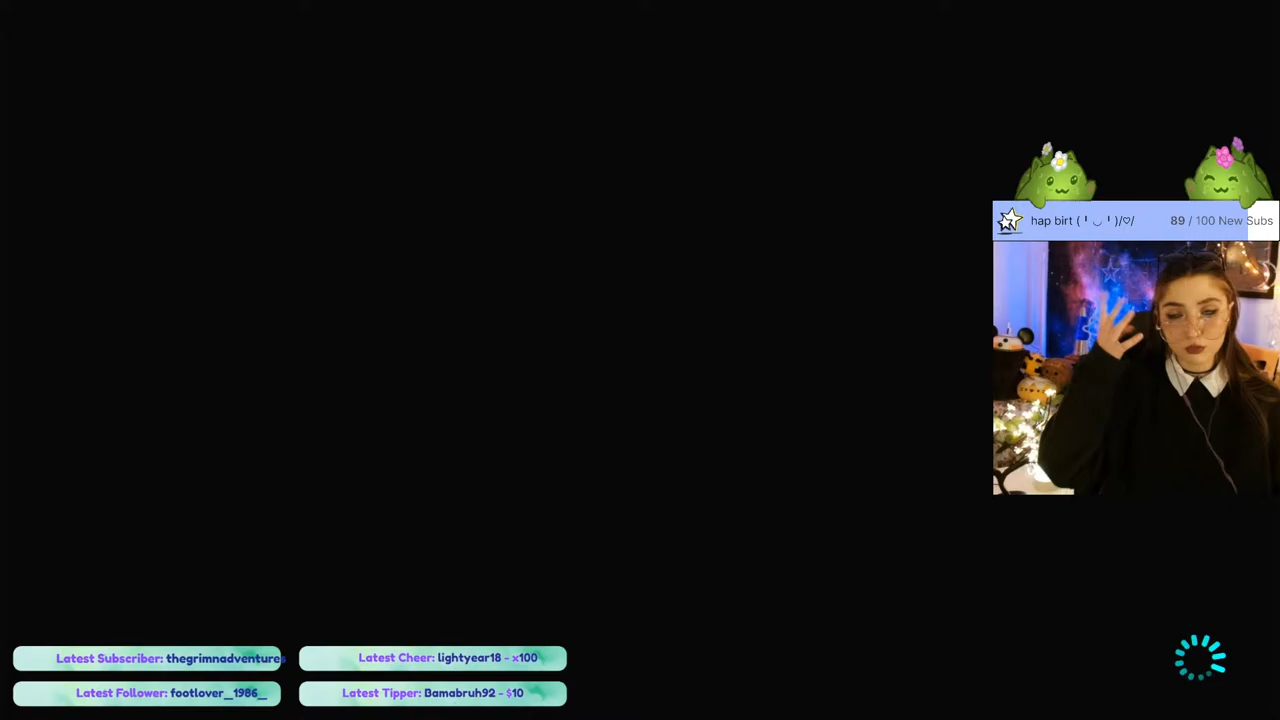 hap birt ( ╹ ◡ ╹ )/♡/ 89 / 100 New Subs
Latest Subscriber: thegrimnadventures
Latest Cheer: lightyear18 - x100
Latest Follower: footlover_1986_
Latest Tipper: Bamabruh92 - $10